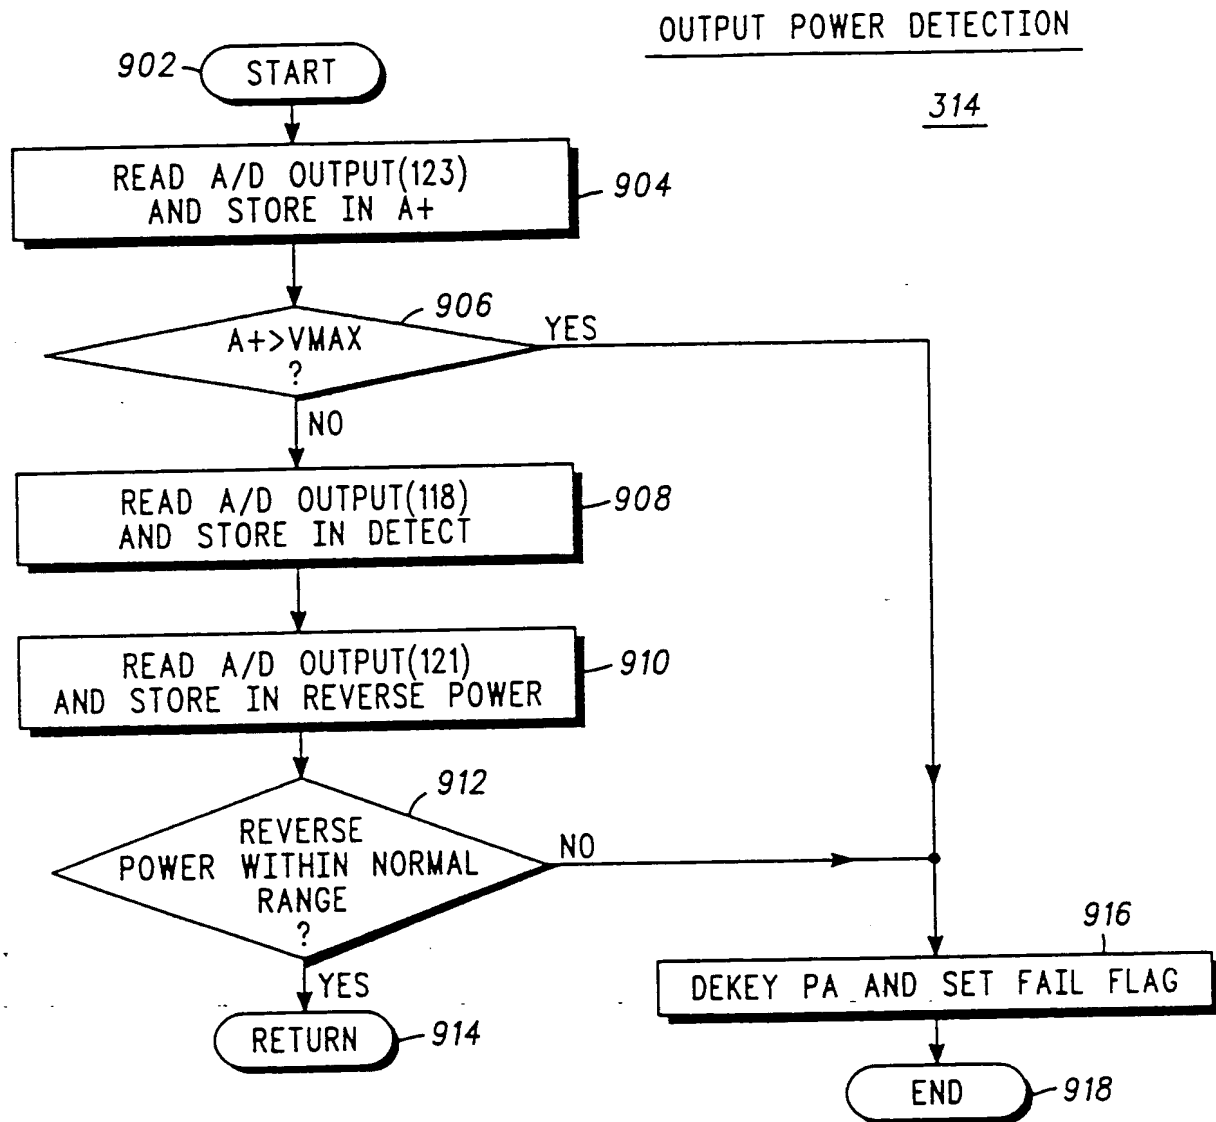 OUTPUT POWER DETECTION
314
902
START
READ A/D OUTPUT(123)
AND STORE IN A+
904
906
A+>VMAX
?
YES
NO
READ A/D OUTPUT(118)
AND STORE IN DETECT
908
READ A/D OUTPUT(121)
AND STORE IN REVERSE POWER
910
912
REVERSE
POWER WITHIN NORMAL
RANGE
?
NO
YES
RETURN
914
916
DEKEY PA AND SET FAIL FLAG
END
918